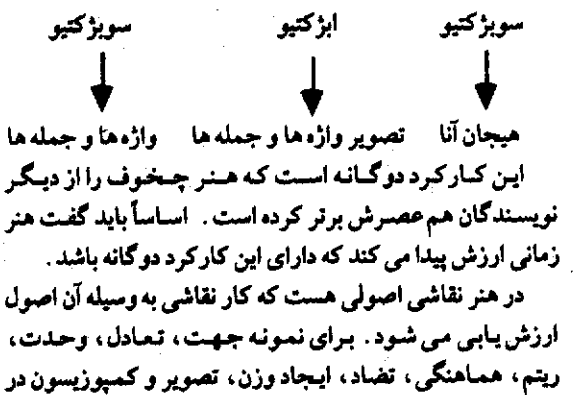 سوبژکتیو ابژکتیو سوبژکتیو
هیجان آنا تصویر واژه ها و جمله ها واژه ها و جمله ها
این کارکرد دوگانه است که هنر چخوف را از دیگر
نویسندگان هم عصرش برتر کرده است. اساساً باید گفت هنر
زمانی ارزش پیدا می کند که دارای این کارکرد دوگانه باشد.
در هنر نقاشی اصولی هست که کار نقاشی به وسیله آن اصول
ارزش یابی می شود. برای نمونه جهت، تعادل، وحدت،
ریتم، هماهنگی، تضاد، ایجاد وزن، تصویر و کمپوزیسون در